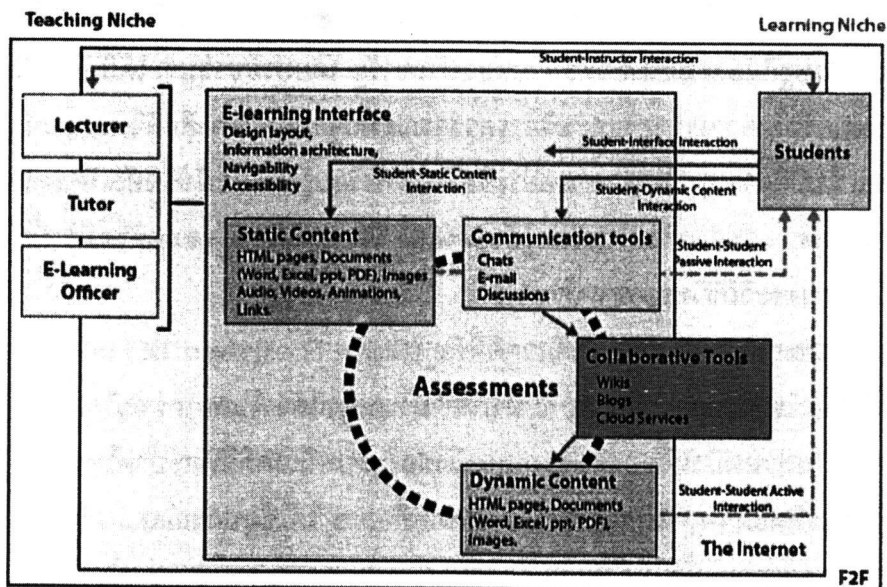 Teaching Niche
Learning Niche
Student-Instructor Interaction
Lecturer
Tutor
E-Learning
Officer
E-learning Interface
Design layout,
Information architecture,
Navigability
Accessibility
Student-Interface Interaction
Students
Student-Static Content
Interaction
Student-Dynamic Content
Interaction
Static Content
HTML pages, Documents
(Word, Excel, ppt, PDF), Images
Audio, Videos, Animations,
Links.
Communication tools
Chats
E-mail
Discussions
Student-Student
Passive Interaction
Assessments
Collaborative Tools
Wikis
Blogs
Cloud Services
Dynamic Content
HTML pages, Documents
(Word, Excel, ppt, PDF),
Images.
Student-Student Active
Interaction
The Internet
F2F